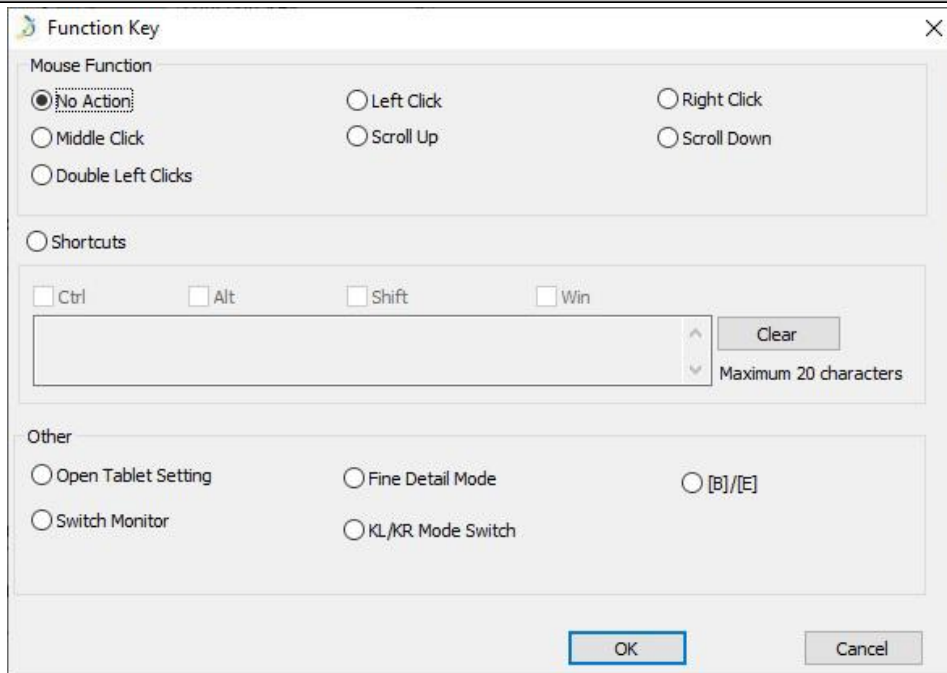 Function Key
Mouse Function
No Action Left Click Right Click
Middle Click Scroll Up Scroll Down
Double Left Clicks
Shortcuts
Ctrl Alt Shift Win
Clear
Maximum 20 characters
Other
Open Tablet Setting Fine Detail Mode [B]/[E]
Switch Monitor KL/KR Mode Switch
OK Cancel